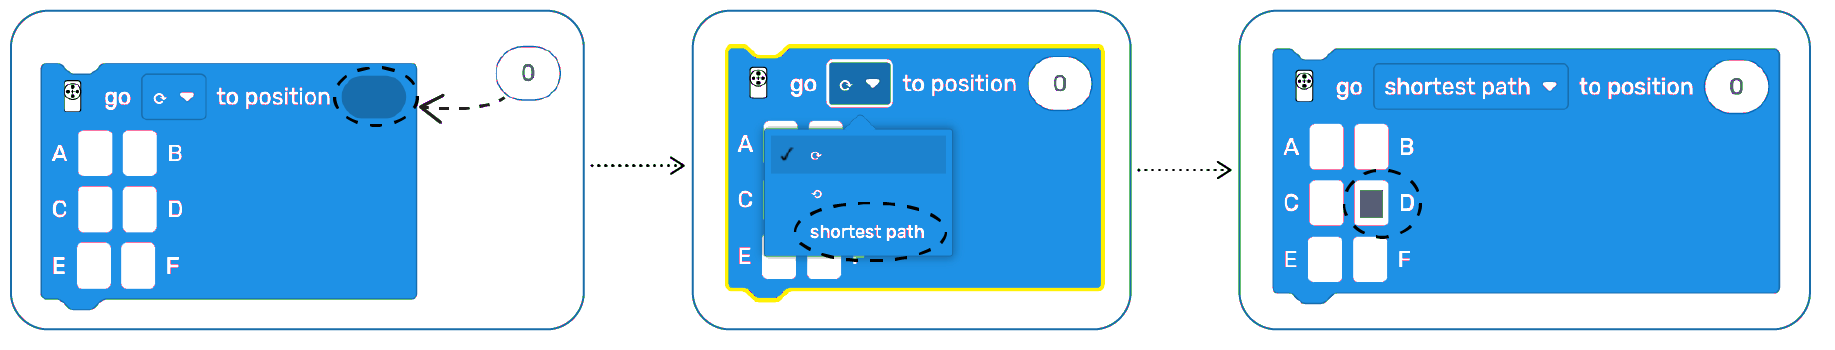 go ⟳ to position
0
A B
C D
E F
go ⟳ to position 0
A
⟳
C
⟲
shortest path
E
go shortest path to position 0
A B
C D
E F